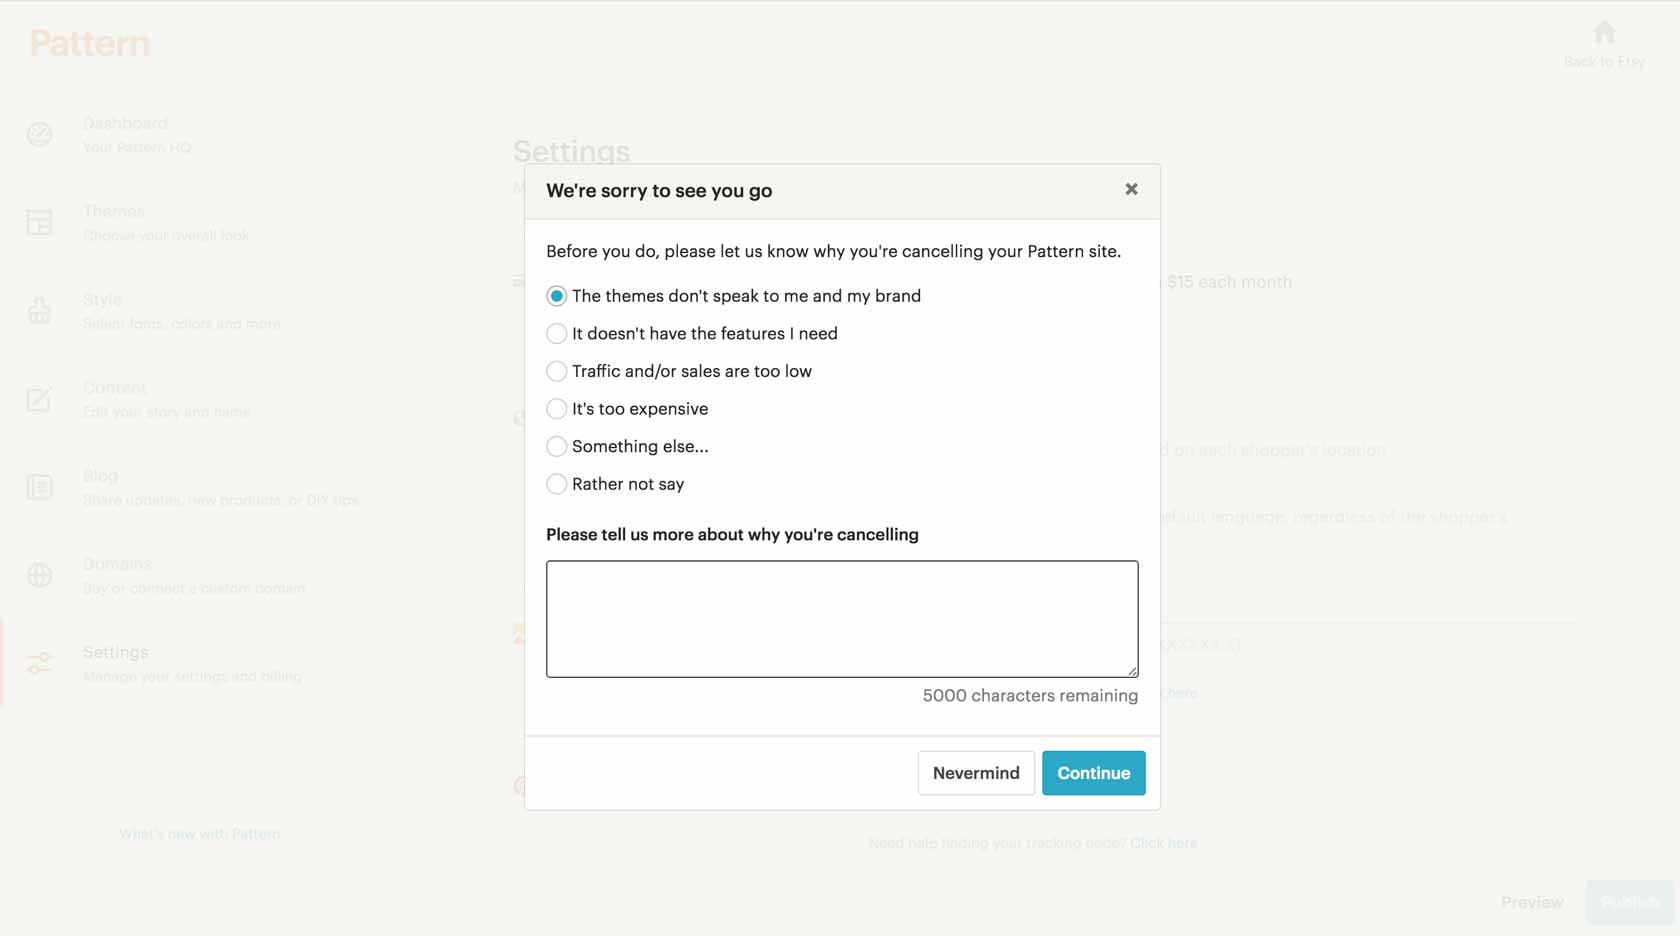 Pattern
Back to Etsy
Dashboard
Your Pattern HQ
Themes
Choose your overall look
Style
Select fonts, colors and more
Content
Edit your story and name
Blog
Share updates, new products, or DIY tips
Domains
Buy or connect a custom domain
Settings
Manage your settings and billing
What's new with Pattern
Settings
We're sorry to see you go
Before you do, please let us know why you're cancelling your Pattern site.
The themes don't speak to me and my brand
It doesn't have the features I need
Traffic and/or sales are too low
It's too expensive
Something else...
Rather not say
Please tell us more about why you're cancelling
5000 characters remaining
Nevermind
Continue
$15 each month
on each shopper's location
default language, regardless of the shopper's
here
Need help finding your tracking code? Click here
Preview
Publish